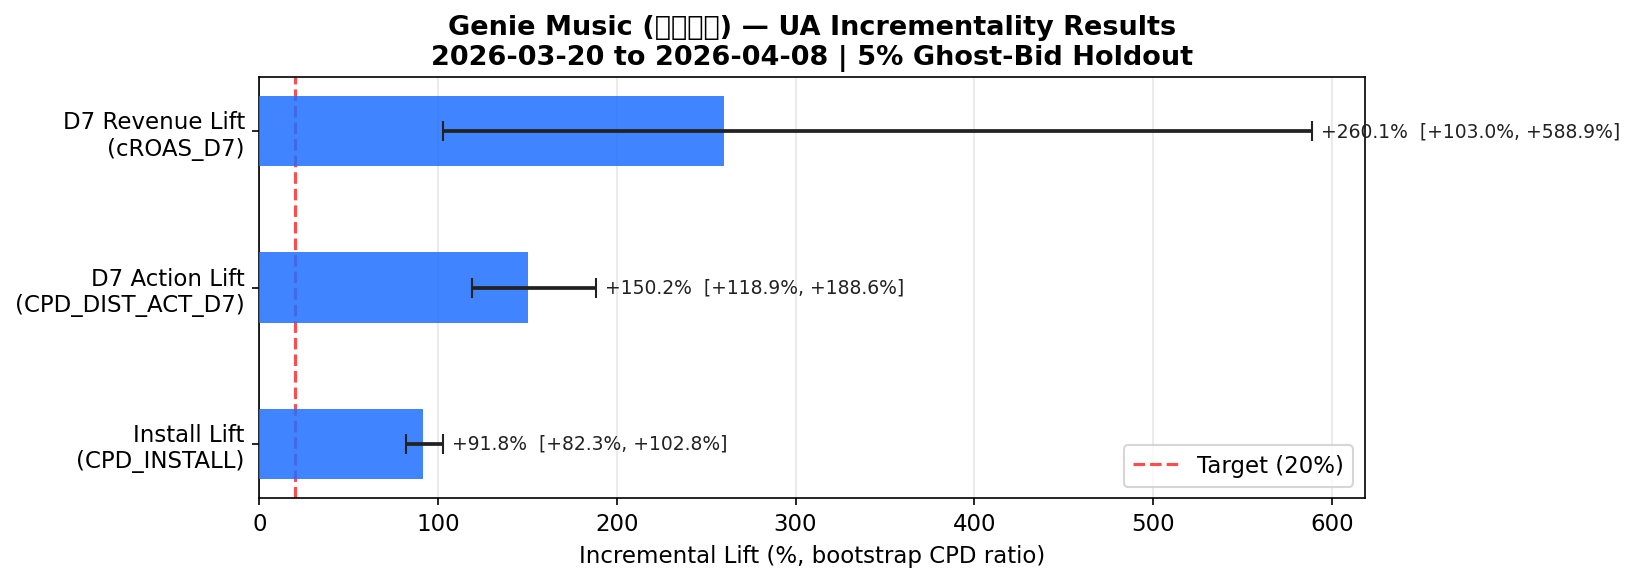 Genie Music () — UA Incrementality Results
2026-03-20 to 2026-04-08 | 5% Ghost-Bid Holdout
D7 Revenue Lift
(cROAS_D7)
+260.1% [+103.0%, +588.9%]
D7 Action Lift
(CPD_DIST_ACT_D7)
+150.2% [+118.9%, +188.6%]
Install Lift
(CPD_INSTALL)
+91.8% [+82.3%, +102.8%]
Target (20%)
0 100 200 300 400 500 600
Incremental Lift (%, bootstrap CPD ratio)